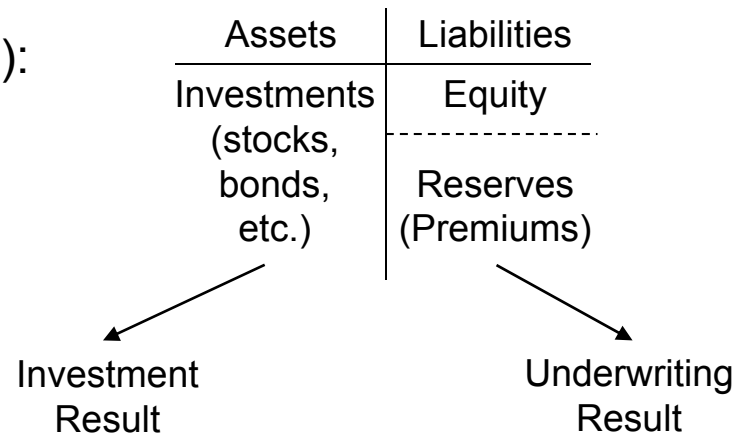 ):
Assets
Liabilities
Investments
(stocks,
bonds,
etc.)
Equity
Reserves
(Premiums)
Investment
Result
Underwriting
Result